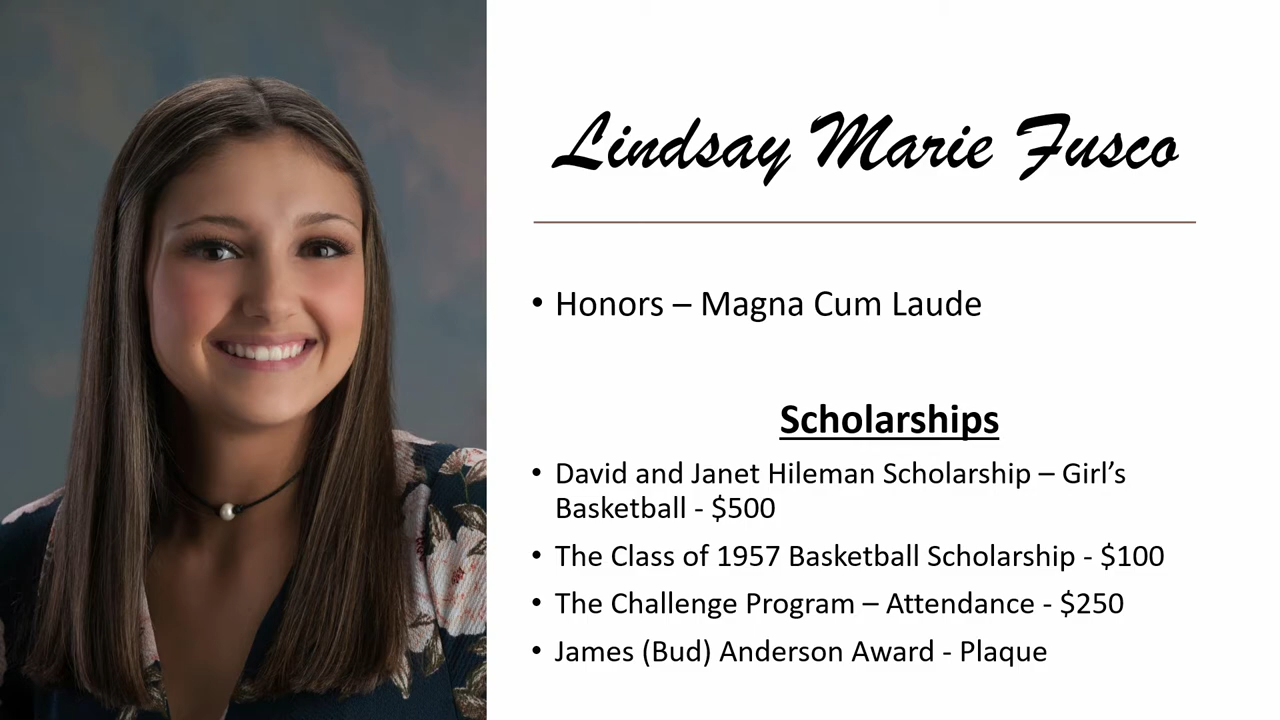 Lindsay Marie Fusco
• Honors – Magna Cum Laude
Scholarships
• David and Janet Hileman Scholarship – Girl’s
Basketball - $500
• The Class of 1957 Basketball Scholarship - $100
• The Challenge Program – Attendance - $250
• James (Bud) Anderson Award - Plaque